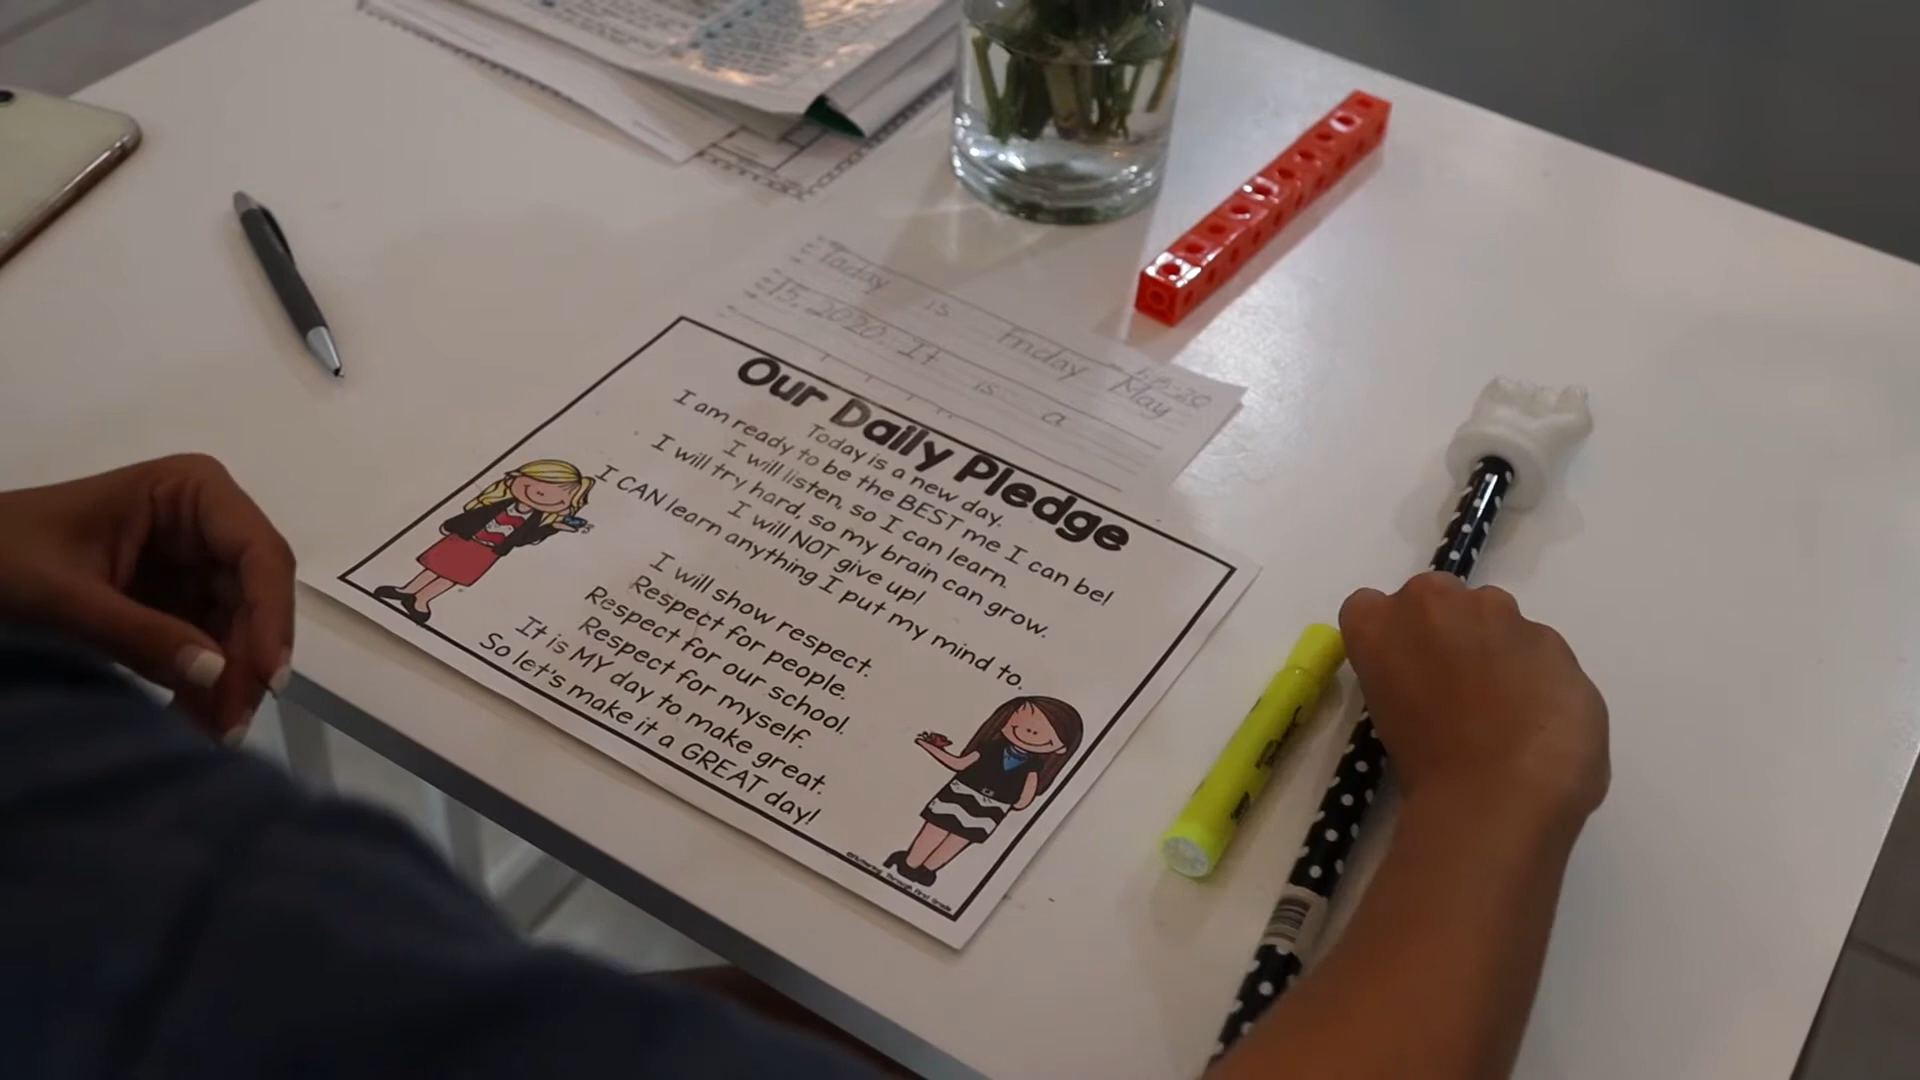 Taday is Friday May
15, 2020. It is a
Our Daily Pledge
Today is a new day.
I am ready to be the BEST me I can be!
I will listen, so I can learn.
I will try hard, so my brain can grow.
I will NOT give up!
I CAN learn anything I put my mind to.
I will show respect.
Respect for people.
Respect for our school.
Respect for myself.
It is MY day to make great.
So let's make it a GREAT day!